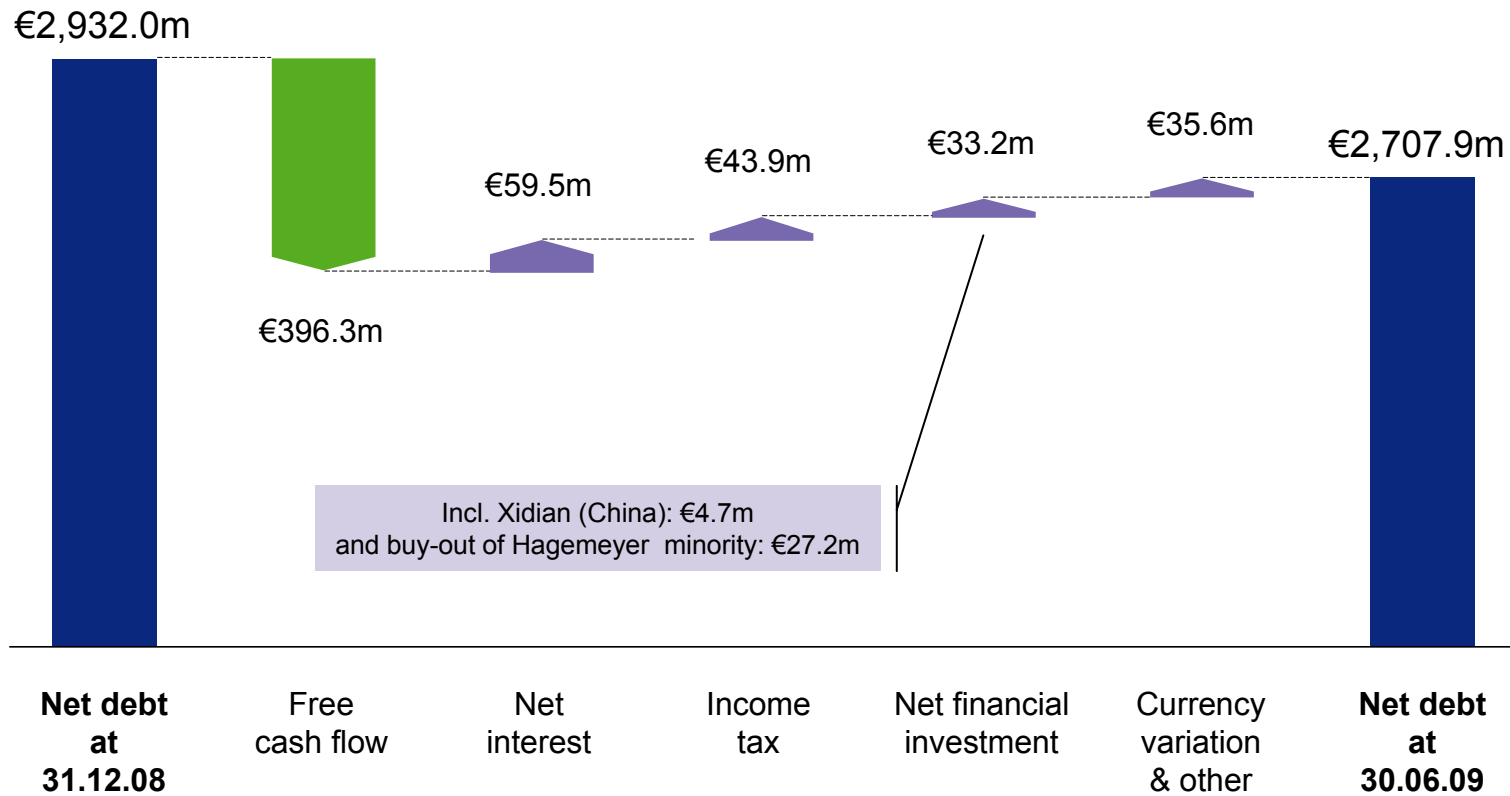 €2,932.0m
€396.3m
€59.5m
€43.9m
€33.2m
€35.6m
€2,707.9m
Incl. Xidian (China): €4.7m
and buy-out of Hagemeyer minority: €27.2m
Net debt
at
31.12.08
Free
cash flow
Net
interest
Income
tax
Net financial
investment
Currency
variation
& other
Net debt
at
30.06.09